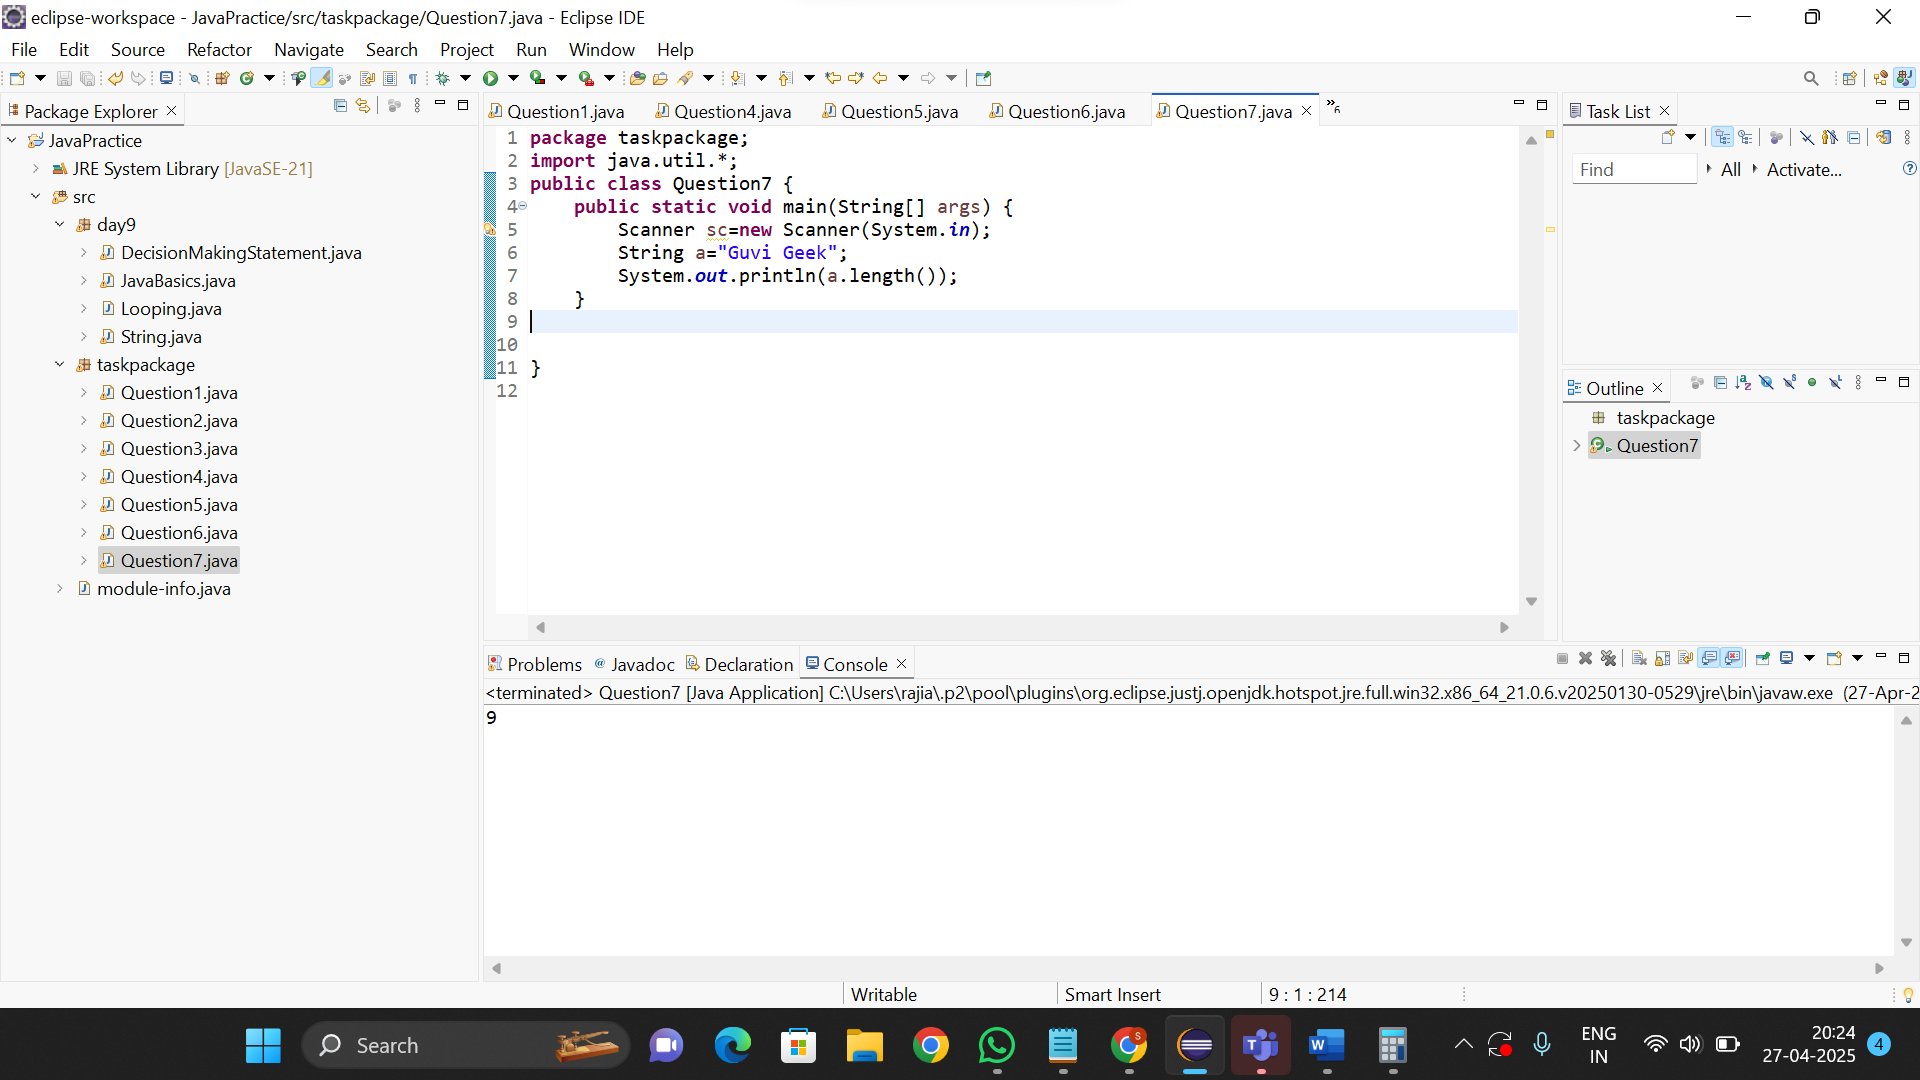 eclipse-workspace - JavaPractice/src/taskpackage/Question7.java - Eclipse IDE
File Edit Source Refactor Navigate Search Project Run Window Help
Package Explorer
JavaPractice
JRE System Library [JavaSE-21]
src
day9
DecisionMakingStatement.java
JavaBasics.java
Looping.java
String.java
taskpackage
Question1.java
Question2.java
Question3.java
Question4.java
Question5.java
Question6.java
Question7.java
module-info.java
Question1.java Question4.java Question5.java Question6.java Question7.java »6
1 package taskpackage;
2 import java.util.*;
3 public class Question7 {
4 public static void main(String[] args) {
5 Scanner sc=new Scanner(System.in);
6 String a="Guvi Geek";
7 System.out.println(a.length());
8 }
9
10
11 }
12
Task List
Find All Activate...
Outline
taskpackage
Question7
Problems @ Javadoc Declaration Console
<terminated> Question7 [Java Application] C:\Users\rajia\.p2\pool\plugins\org.eclipse.justj.openjdk.hotspot.jre.full.win32.x86_64_21.0.6.v20250130-0529\jre\bin\javaw.exe (27-Apr-2
9
Writable Smart Insert 9 : 1 : 214
Search
ENG
IN
20:24
27-04-2025
4